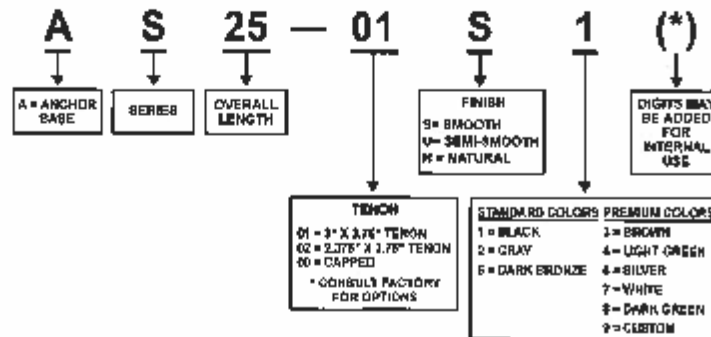 A S 25 — 01 S 1 (*)
A = ANCHOR
BASE
SERIES
OVERALL
LENGTH
FINISH
S = SMOOTH
= SEMI-SMOOTH
N = NATURAL
DIGITS MAY
BE ADDED
FOR
INTERNAL
USE
TENON
01 = 3" X 3.75" TENON
02 = 2.375" X 3.75" TENON
00 = CAPPED
* CONSULT FACTORY
FOR OPTIONS
STANDARD COLORS
1 = BLACK
2 = GRAY
5 = DARK BRONZE
PREMIUM COLORS
3 = BROWN
4 = LIGHT GREEN
6 = SILVER
7 = WHITE
8 = DARK GREEN
9 = CUSTOM